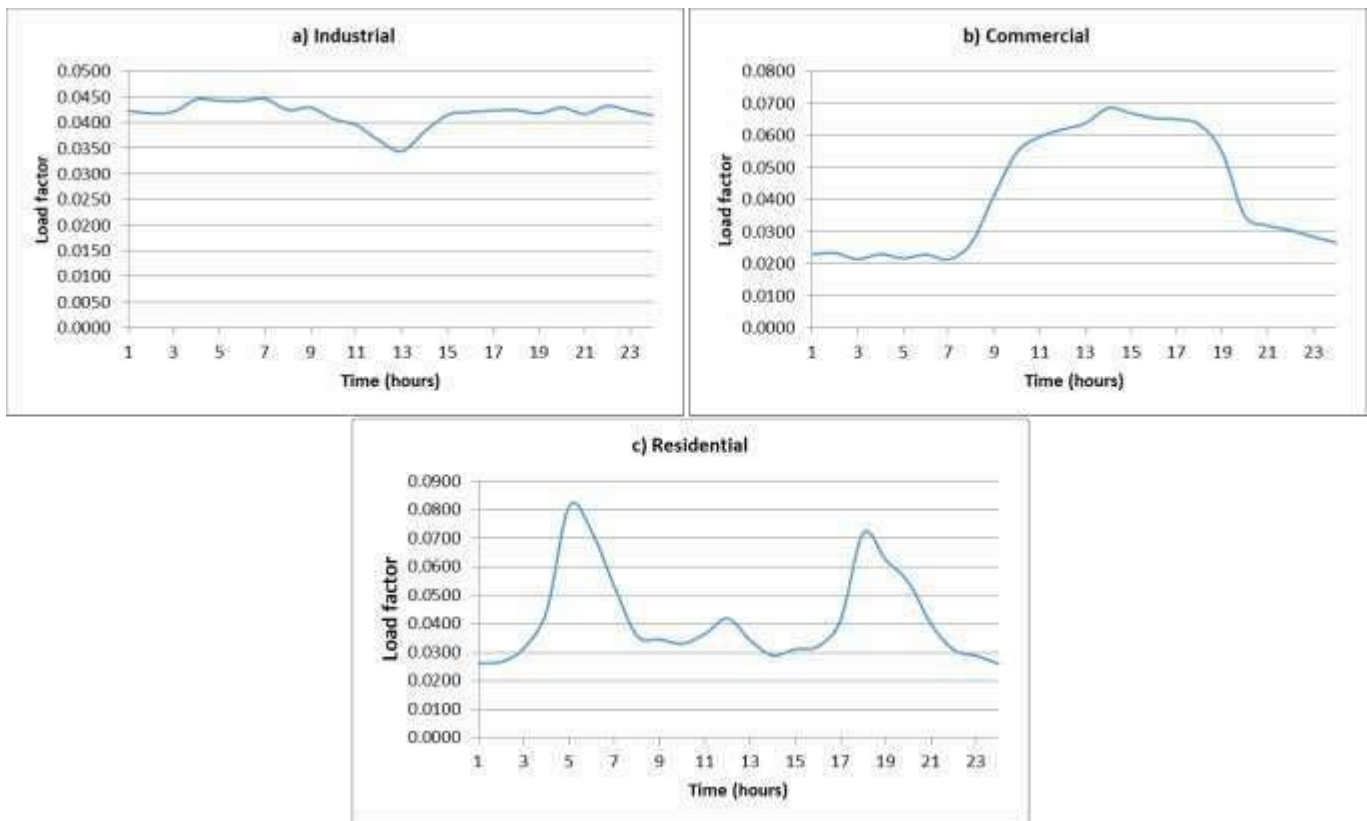 a) Industrial
0.0500
0.0450
0.0400
0.0350
0.0300
0.0250
0.0200
0.0150
0.0100
0.0050
0.0000
Load factor
1 3 5 7 9 11 13 15 17 19 21 23
Time (hours)
b) Commercial
0.0800
0.0700
0.0600
0.0500
0.0400
0.0300
0.0200
0.0100
0.0000
Load factor
1 3 5 7 9 11 13 15 17 19 21 23
Time (hours)
c) Residential
0.0900
0.0800
0.0700
0.0600
0.0500
0.0400
0.0300
0.0200
0.0100
0.0000
Load factor
1 3 5 7 9 11 13 15 17 19 21 23
Time (hours)